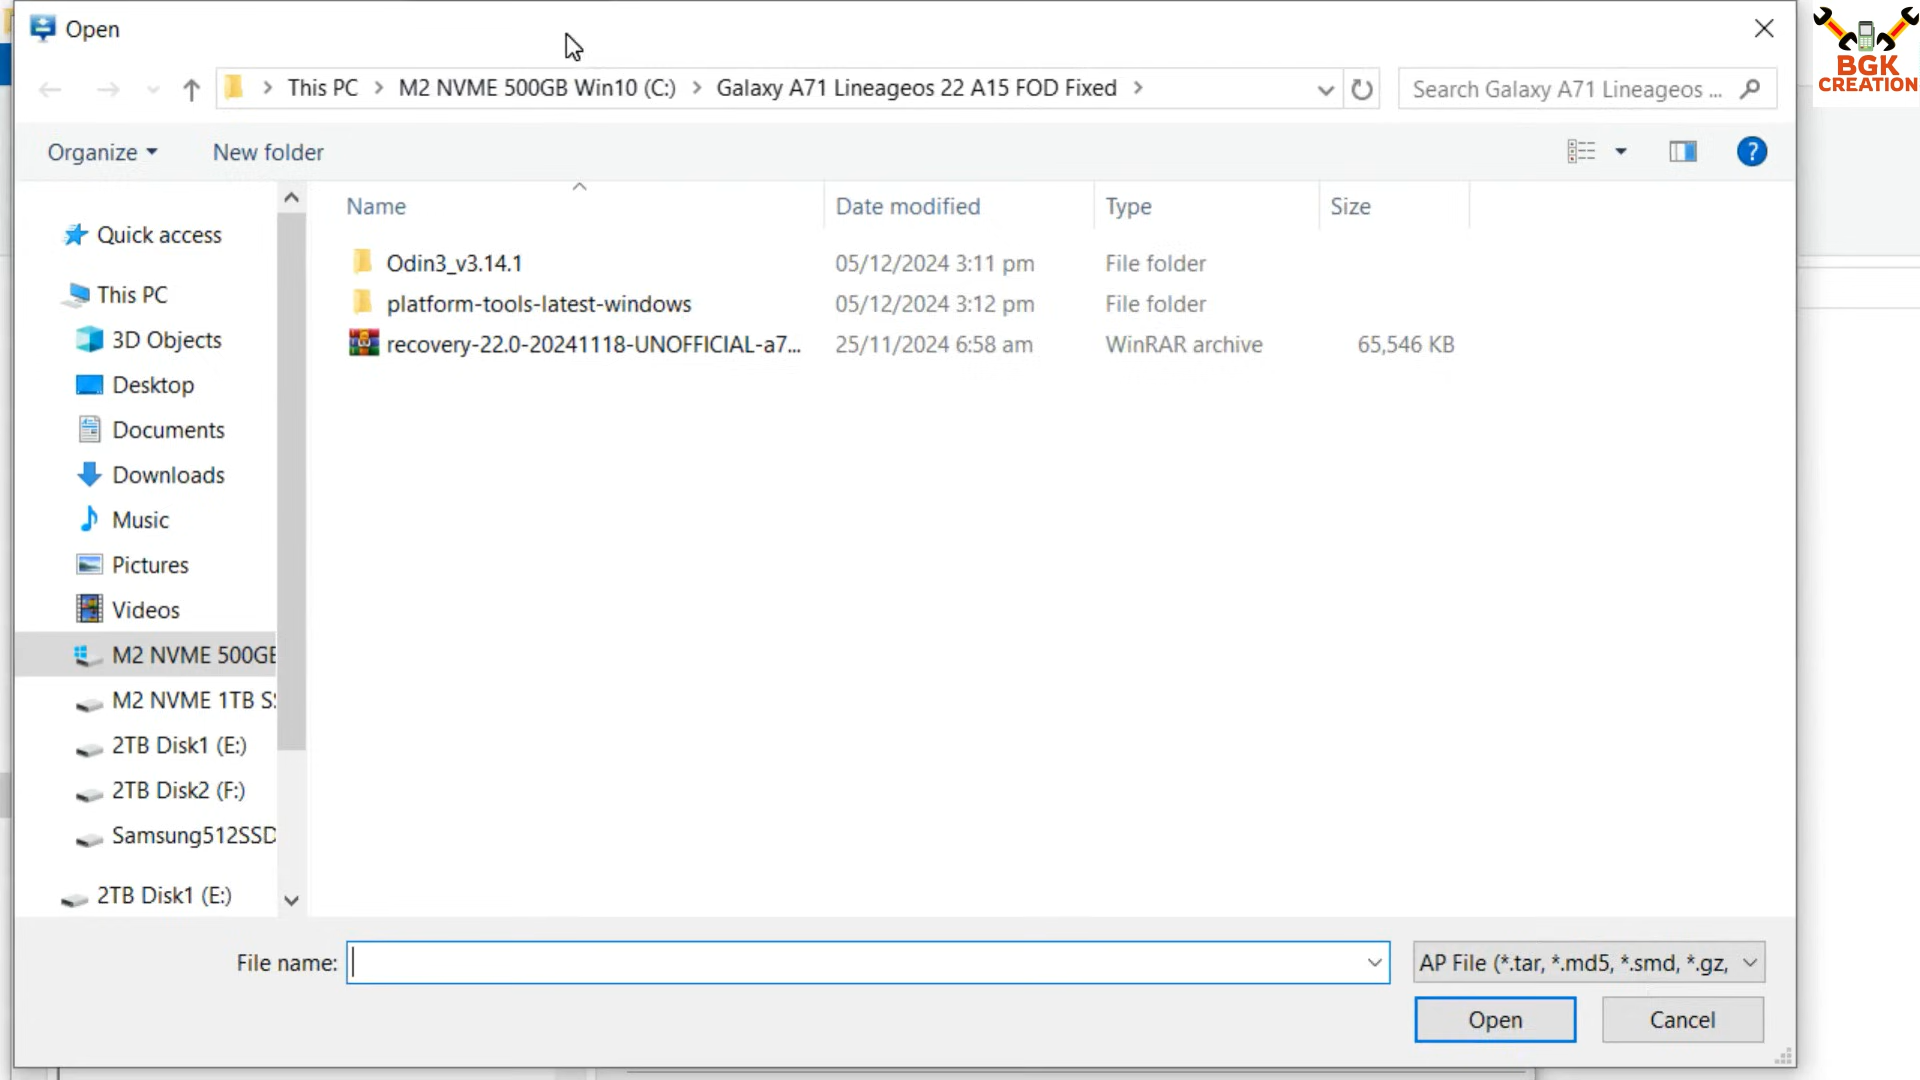 Open
BGK
CREATION
This PC
M2 NVME 500GB Win10 (C:)
Galaxy A71 Lineageos 22 A15 FOD Fixed
Search Galaxy A71 Lineageos ...
Organize
New folder
?
Name
Date modified
Type
Size
Quick access
This PC
3D Objects
Desktop
Documents
Downloads
Music
Pictures
Videos
M2 NVME 500GB
M2 NVME 1TB S
2TB Disk1 (E:)
2TB Disk2 (F:)
Samsung512SSD
2TB Disk1 (E:)
Odin3_v3.14.1 05/12/2024 3:11 pm File folder
platform-tools-latest-windows 05/12/2024 3:12 pm File folder
recovery-22.0-20241118-UNOFFICIAL-a7... 25/11/2024 6:58 am WinRAR archive 65,546 KB
File name:
AP File (*.tar, *.md5, *.smd, *.gz,
Open
Cancel